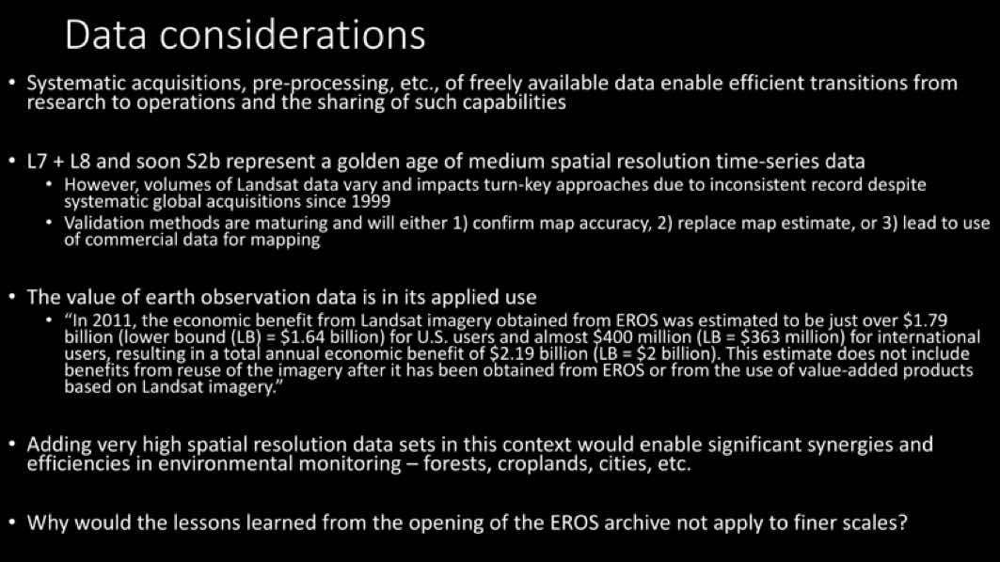 Data considerations
• Systematic acquisitions, pre-processing, etc., of freely available data enable efficient transitions from
research to operations and the sharing of such capabilities
• L7 + L8 and soon S2b represent a golden age of medium spatial resolution time-series data
• However, volumes of Landsat data vary and impacts turn-key approaches due to inconsistent record despite
systematic global acquisitions since 1999
• Validation methods are maturing and will either 1) confirm map accuracy, 2) replace map estimate, or 3) lead to use
of commercial data for mapping
• The value of earth observation data is in its applied use
• “In 2011, the economic benefit from Landsat imagery obtained from EROS was estimated to be just over $1.79
billion (lower bound (LB) = $1.64 billion) for U.S. users and almost $400 million (LB = $363 million) for international
users, resulting in a total annual economic benefit of $2.19 billion (LB = $2 billion). This estimate does not include
benefits from reuse of the imagery after it has been obtained from EROS or from the use of value-added products
based on Landsat imagery.”
• Adding very high spatial resolution data sets in this context would enable significant synergies and
efficiencies in environmental monitoring – forests, croplands, cities, etc.
• Why would the lessons learned from the opening of the EROS archive not apply to finer scales?